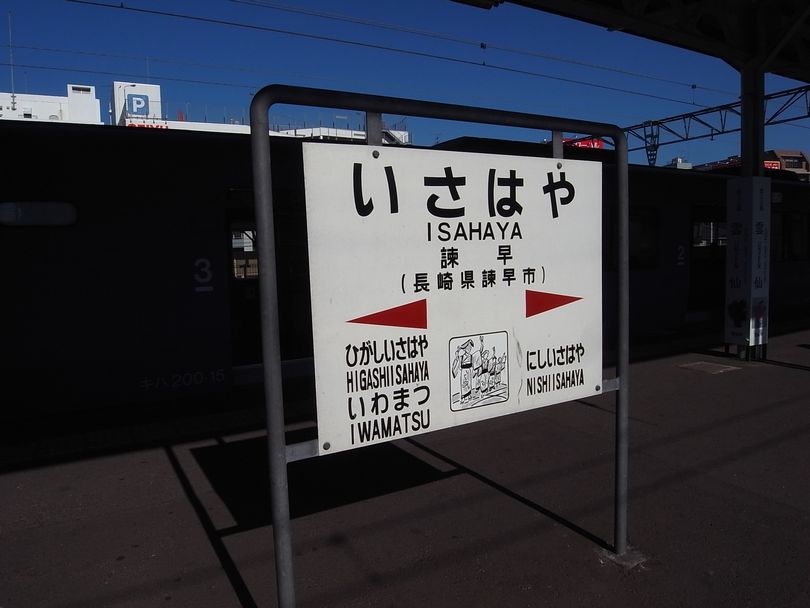 P
いさはや
ISAHAYA
諫早
(長崎県諫早市)
ひがしいさはや
HIGASHIISAHAYA
いわまつ
IWAMATSU
にしいさはや
NISHIISAHAYA
3
キハ200-15
2